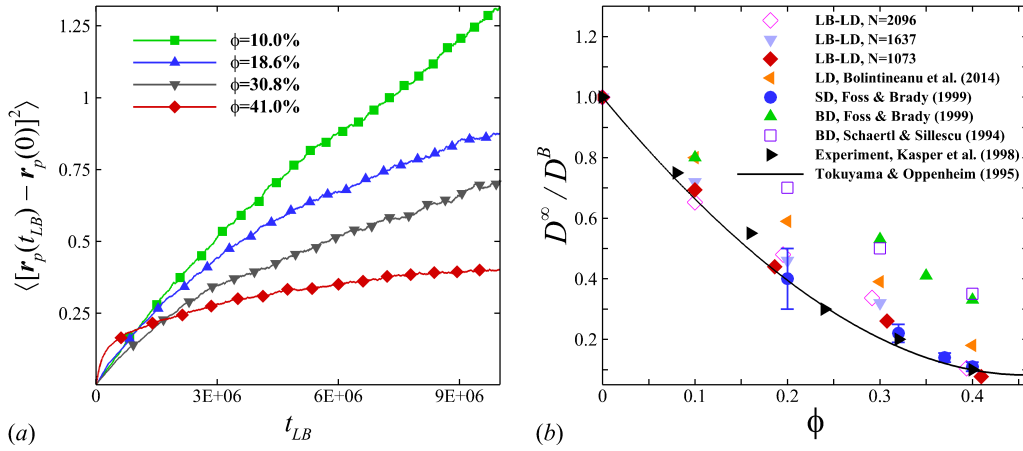 1
0.75
0.5
0.25
0
3E+06
6E+06
9E+06
⟨[r_p(t_LB) − r_p(0)]²⟩
t_LB
(a)
ϕ=10.0%
ϕ=18.6%
ϕ=30.8%
ϕ=41.0%
1.0
0.8
0.6
0.4
0.2
0
0.1
0.2
0.3
0.4
D^∞ / D^B
ϕ
(b)
LB-LD, N=2096
LB-LD, N=1637
LB-LD, N=1073
LD, Bolintineanu et al. (2014)
SD, Foss & Brady (1999)
BD, Foss & Brady (1999)
BD, Schaertl & Sillescu (1994)
Experiment, Kasper et al. (1998)
Tokuyama & Oppenheim (1995)